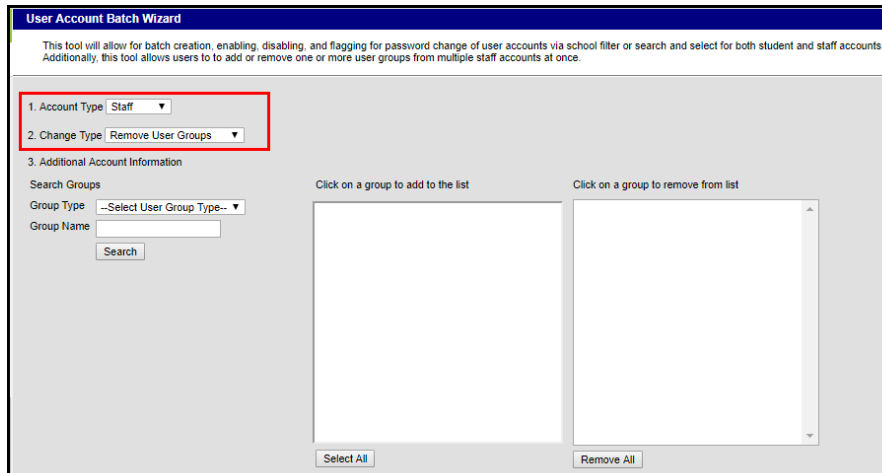 User Account Batch Wizard
This tool will allow for batch creation, enabling, disabling, and flagging for password change of user accounts via school filter or search and select for both student and staff accounts
Additionally, this tool allows users to to add or remove one or more user groups from multiple staff accounts at once.
1. Account Type Staff
2. Change Type Remove User Groups
3. Additional Account Information
Search Groups
Group Type --Select User Group Type--
Group Name
Search
Click on a group to add to the list
Select All
Click on a group to remove from list
Remove All